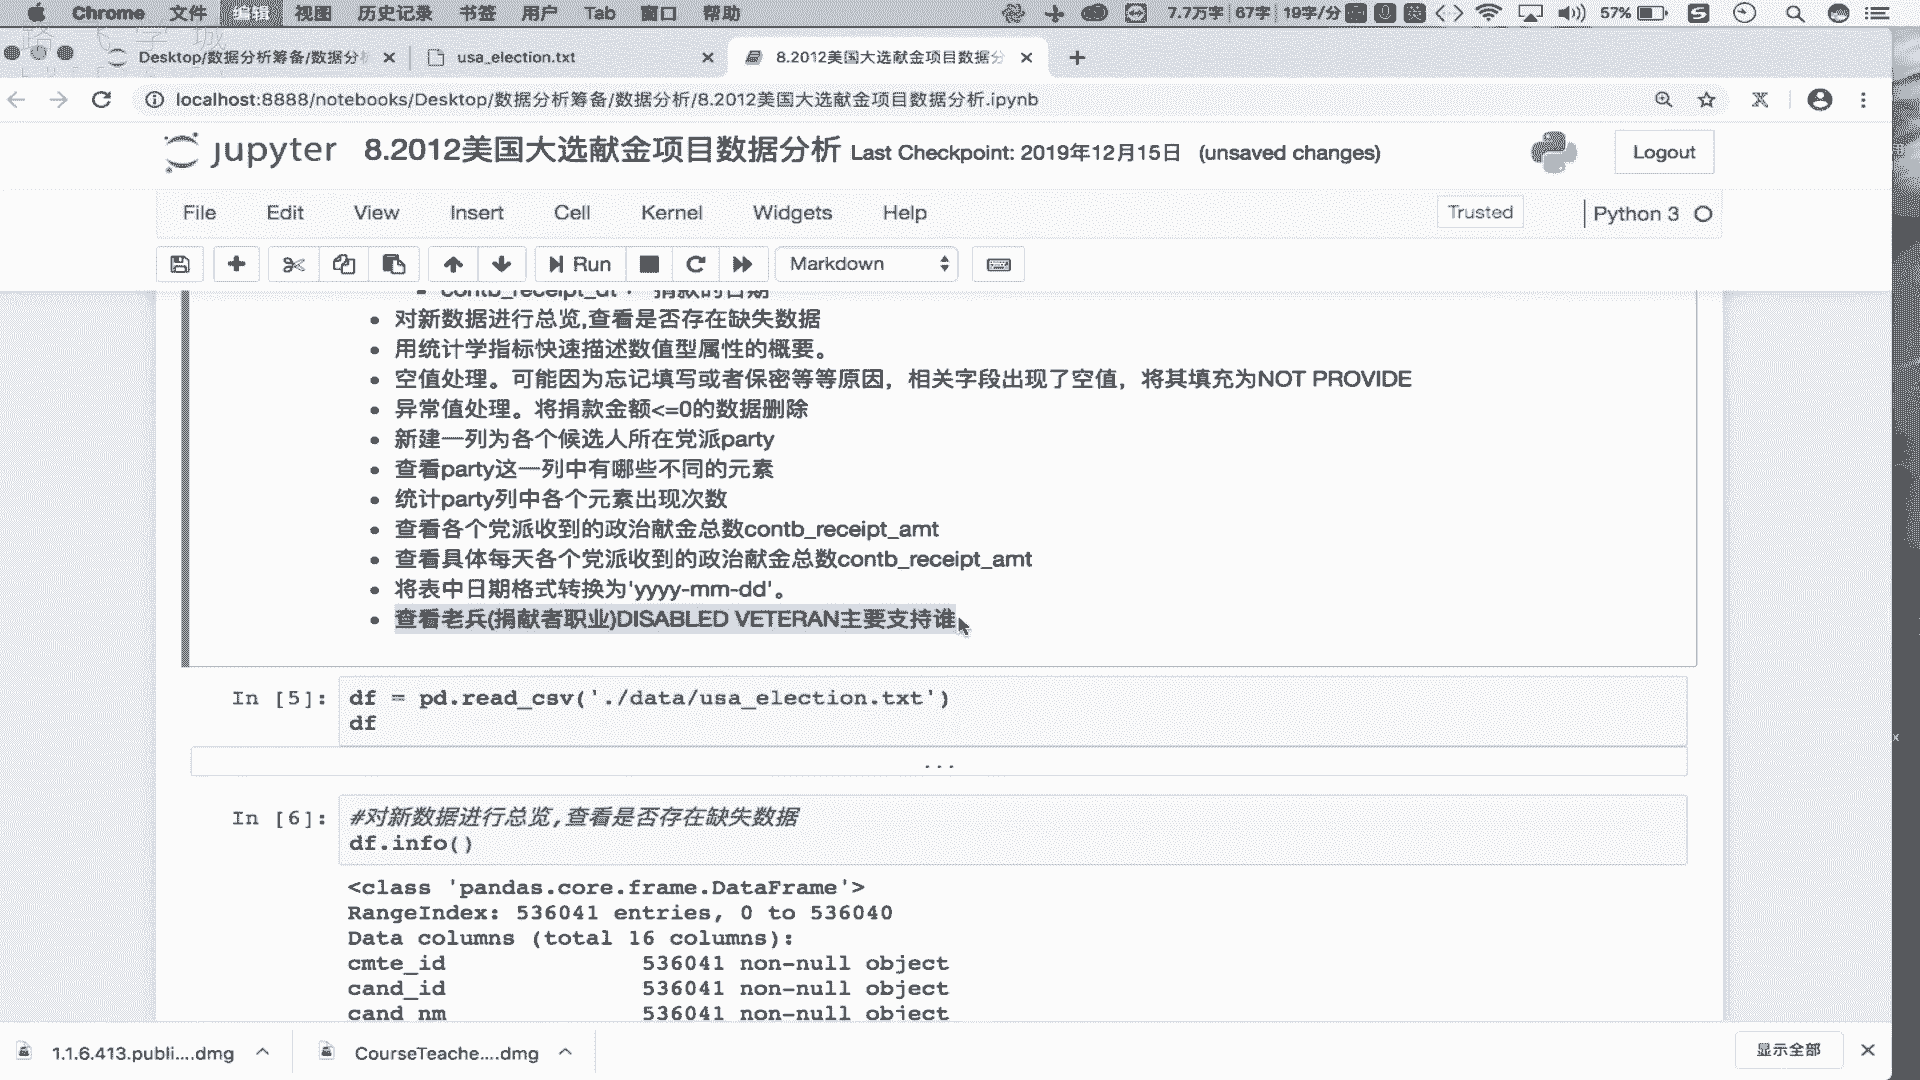 Chrome 文件 编辑 视图 历史记录 书签 用户 Tab 窗口 帮助 7.7万字 67字 19字/分 英 57%
Desktop/数据分析筹备/数据分 usa_election.txt 8.2012美国大选献金项目数据分
localhost:8888/notebooks/Desktop/数据分析筹备/数据分析/8.2012美国大选献金项目数据分析.ipynb
jupyter 8.2012美国大选献金项目数据分析 Last Checkpoint: 2019年12月15日 (unsaved changes) Logout
File Edit View Insert Cell Kernel Widgets Help Trusted Python 3
Run Markdown
contb_receipt_dt : 捐款的日期
对新数据进行总览,查看是否存在缺失数据
用统计学指标快速描述数值型属性的概要。
空值处理。可能因为忘记填写或者保密等等原因，相关字段出现了空值，将其填充为NOT PROVIDE
异常值处理。将捐款金额<=0的数据删除
新建一列为各个候选人所在党派party
查看party这一列中有哪些不同的元素
统计party列中各个元素出现次数
查看各个党派收到的政治献金总数contb_receipt_amt
查看具体每天各个党派收到的政治献金总数contb_receipt_amt
将表中日期格式转换为'yyyy-mm-dd'。
查看老兵(捐献者职业)DISABLED VETERAN主要支持谁
In [5]: df = pd.read_csv('./data/usa_election.txt')
df
...
In [6]: #对新数据进行总览,查看是否存在缺失数据
df.info()
<class 'pandas.core.frame.DataFrame'>
RangeIndex: 536041 entries, 0 to 536040
Data columns (total 16 columns):
cmte_id 536041 non-null object
cand_id 536041 non-null object
cand_nm 536041 non-null object
1.1.6.413.publi....dmg CourseTeache....dmg 显示全部